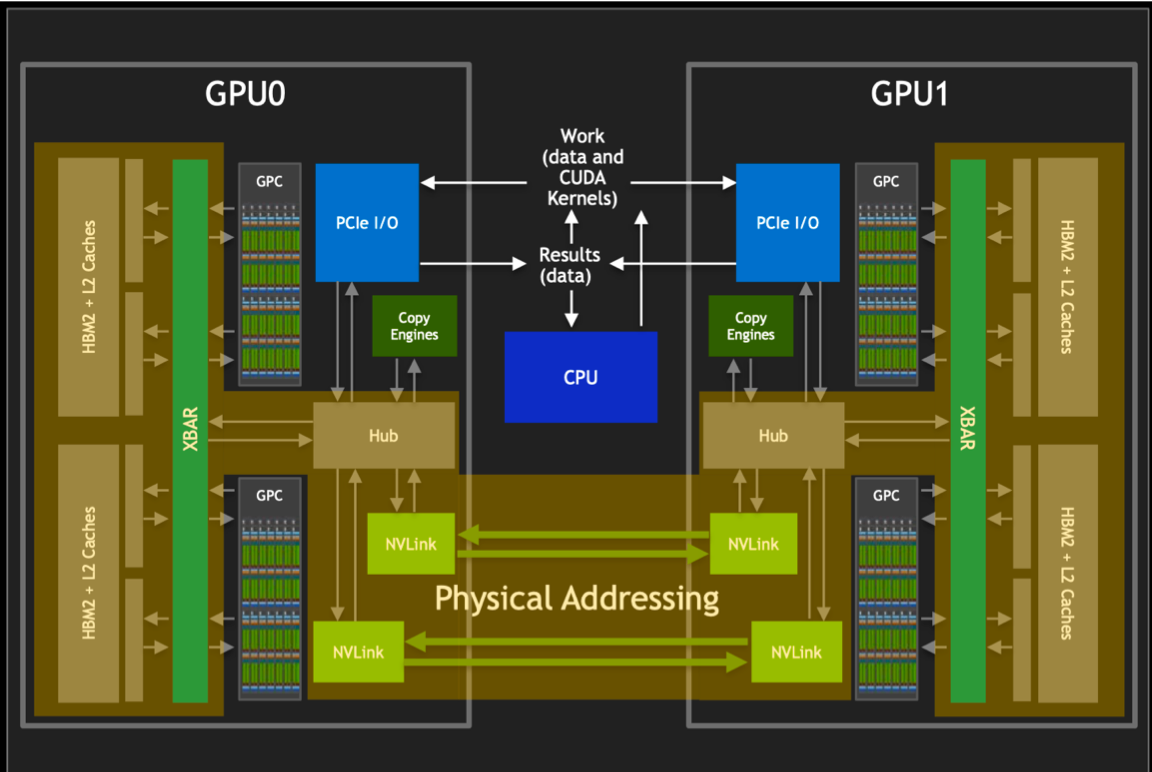 GPU0
GPU1
Work
(data and
CUDA
Kernels)
GPC
PCIe I/O
PCIe I/O
GPC
HBM2 + L2 Caches
HBM2 + L2 Caches
Results
(data)
Copy
Engines
Copy
Engines
CPU
XBAR
Hub
Hub
XBAR
GPC
GPC
HBM2 + L2 Caches
HBM2 + L2 Caches
NVLink
NVLink
Physical Addressing
NVLink
NVLink